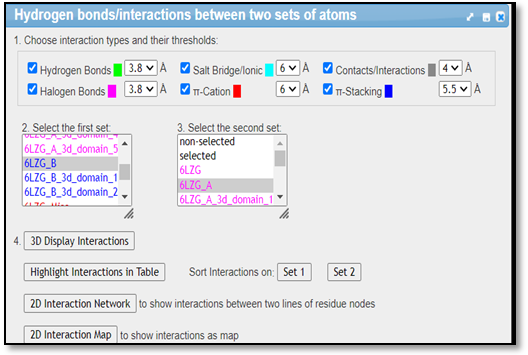 Hydrogen bonds/interactions between two sets of atoms
1. Choose interaction types and their thresholds:
Hydrogen Bonds 3.8 Å Salt Bridge/Ionic 6 Å Contacts/Interactions 4 Å
Halogen Bonds 3.8 Å π-Cation 6 Å π-Stacking 5.5 Å
2. Select the first set: 3. Select the second set:
6LZG_A_3d_domain_4
6LZG_A_3d_domain_5
6LZG_B
6LZG_B_3d_domain_1
6LZG_B_3d_domain_2
6LZG_Misc
non-selected
selected
6LZG
6LZG_A
6LZG_A_3d_domain_1
4. 3D Display Interactions
Highlight Interactions in Table Sort Interactions on: Set 1 Set 2
2D Interaction Network to show interactions between two lines of residue nodes
2D Interaction Map to show interactions as map